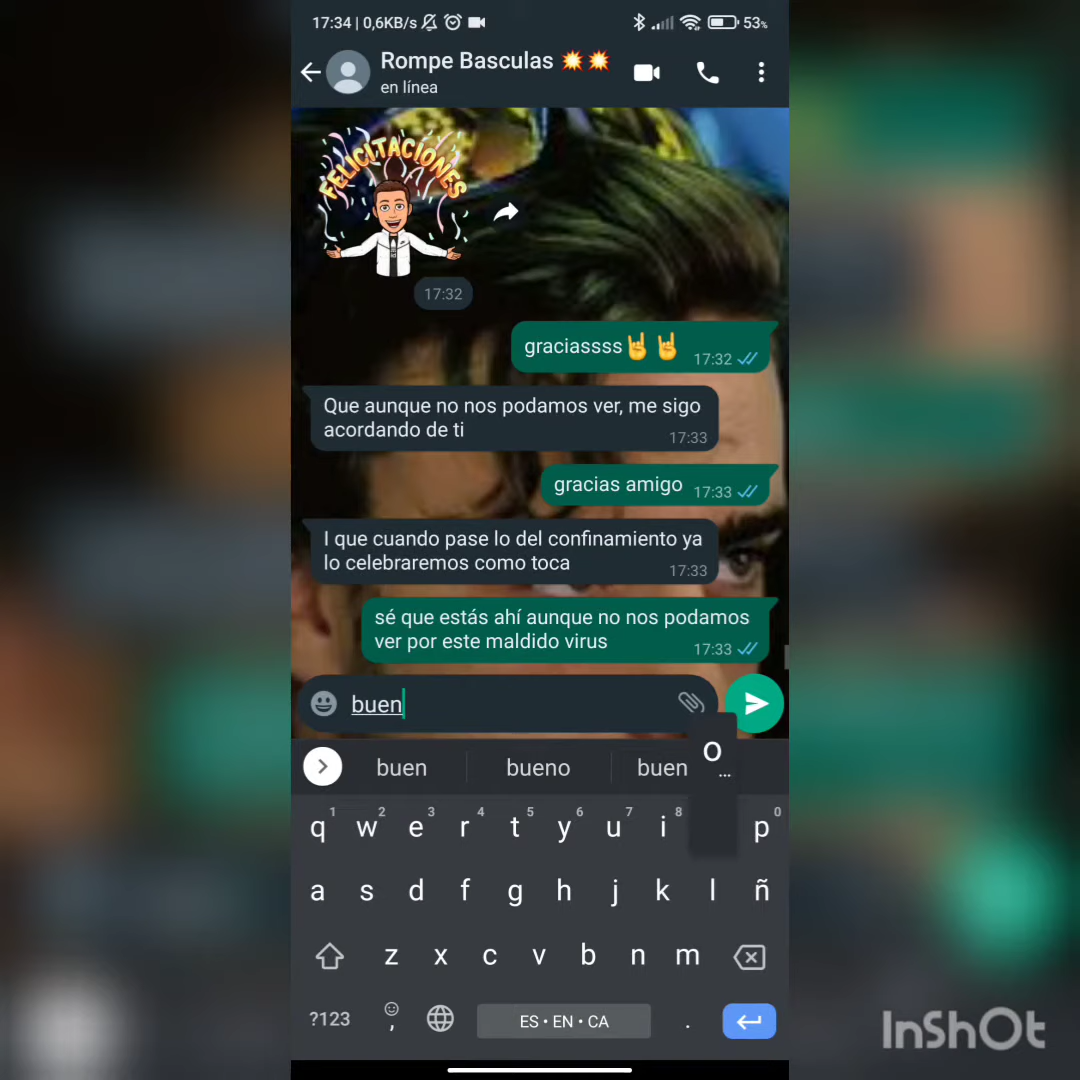 17:34 | 0,6KB/s
53%
Rompe Basculas 💥💥
en línea
FELICITACIONES
17:32
graciassss🤘🤘
17:32
Que aunque no nos podamos ver, me sigo
acordando de ti
17:33
gracias amigo
17:33
I que cuando pase lo del confinamiento ya
lo celebraremos como toca
17:33
sé que estás ahí aunque no nos podamos
ver por este maldido virus
17:33
buen
buen bueno buen
o
...
q w e r t y u i p
1 2 3 4 5 6 7 8 0
a s d f g h j k l ñ
z x c v b n m
?123 , ES • EN • CA .
InShOt